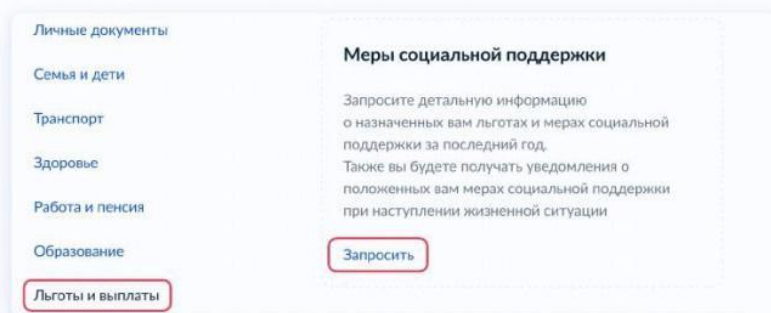 Личные документы
Семья и дети
Транспорт
Здоровье
Работа и пенсия
Образование
Льготы и выплаты
Меры социальной поддержки
Запросите детальную информацию
о назначенных вам льготах и мерах социальной
поддержки за последний год.
Также вы будете получать уведомления о
положенных вам мерах социальной поддержки
при наступлении жизненной ситуации
Запросить